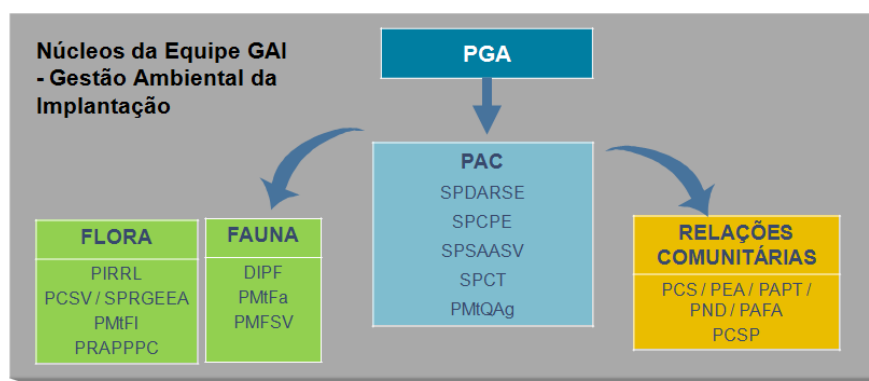 Núcleos da Equipe GAI
- Gestão Ambiental da
Implantação
PGA
PAC
SPDARSE
SPCPE
SPSAASV
SPCT
PMtQAg
FLORA
PIRRL
PCSV / SPRGEEA
PMtFl
PRAPPPC
FAUNA
DIPF
PMtFa
PMFSV
RELAÇÕES
COMUNITÁRIAS
PCS / PEA / PAPT /
PND / PAFA
PCSP